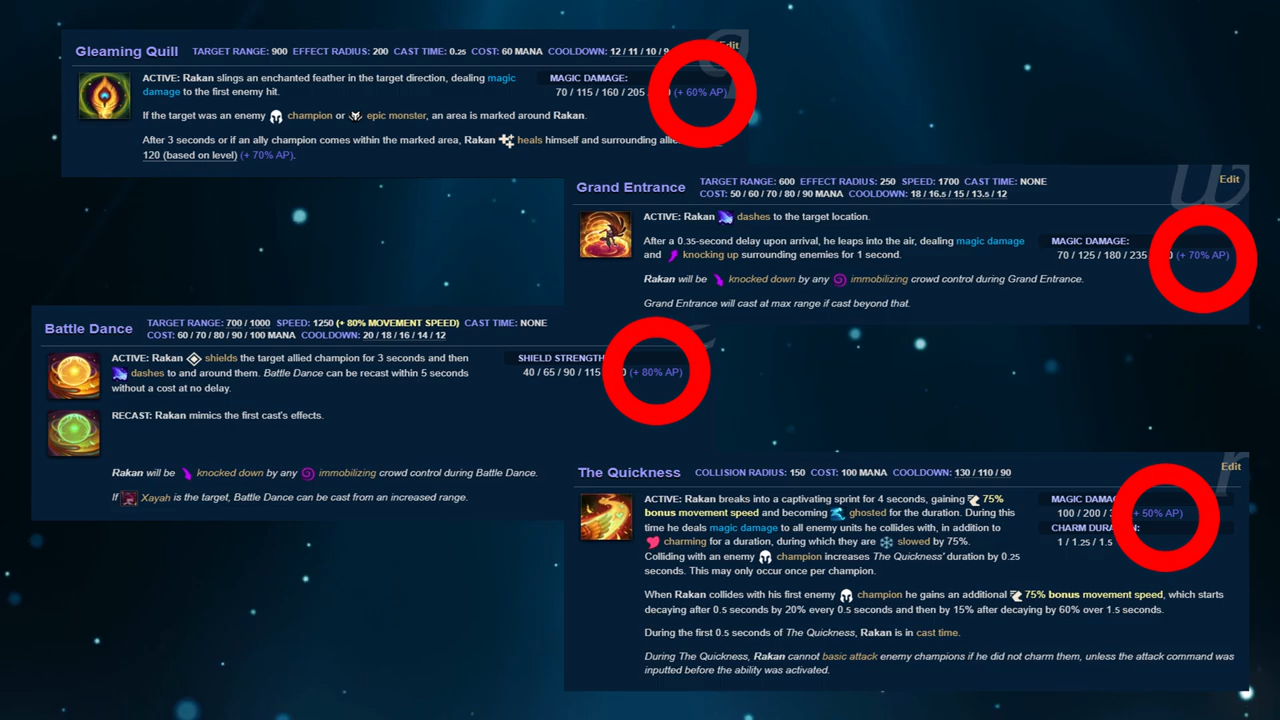 Gleaming Quill TARGET RANGE: 900 EFFECT RADIUS: 200 CAST TIME: 0.25 COST: 60 MANA COOLDOWN: 12 / 11 / 10 / 9
Edit
q
ACTIVE: Rakan slings an enchanted feather in the target direction, dealing magic
damage to the first enemy hit.
MAGIC DAMAGE:
70 / 115 / 160 / 205 (+ 60% AP)
If the target was an enemy champion or epic monster, an area is marked around Rakan.
After 3 seconds or if an ally champion comes within the marked area, Rakan heals himself and surrounding
120 (based on level) (+ 70% AP).
Grand Entrance TARGET RANGE: 600 EFFECT RADIUS: 250 SPEED: 1700 CAST TIME: NONE
COST: 50 / 60 / 70 / 80 / 90 MANA COOLDOWN: 18 / 16.5 / 15 / 13.5 / 12
Edit
w
ACTIVE: Rakan dashes to the target location.
After a 0.35-second delay upon arrival, he leaps into the air, dealing magic damage
and knocking up surrounding enemies for 1 second.
MAGIC DAMAGE:
70 / 125 / 180 / 235 (+ 70% AP)
Rakan will be knocked down by any immobilizing crowd control during Grand Entrance.
Grand Entrance will cast at max range if cast beyond that.
Battle Dance TARGET RANGE: 700 / 1000 SPEED: 1250 (+ 80% MOVEMENT SPEED) CAST TIME: NONE
COST: 60 / 70 / 80 / 90 / 100 MANA COOLDOWN: 20 / 18 / 16 / 14 / 12
ACTIVE: Rakan shields the target allied champion for 3 seconds and then
dashes to and around them. Battle Dance can be recast within 5 seconds
without a cost at no delay.
SHIELD STRENGTH
40 / 65 / 90 / 115 (+ 80% AP)
RECAST: Rakan mimics the first cast's effects.
Rakan will be knocked down by any immobilizing crowd control during Battle Dance.
If Xayah is the target, Battle Dance can be cast from an increased range.
The Quickness COLLISION RADIUS: 150 COST: 100 MANA COOLDOWN: 130 / 110 / 90
Edit
r
ACTIVE: Rakan breaks into a captivating sprint for 4 seconds, gaining 75%
bonus movement speed and becoming ghosted for the duration. During this
time he deals magic damage to all enemy units he collides with, in addition to
charming for a duration, during which they are slowed by 75%.
Colliding with an enemy champion increases The Quickness' duration by 0.25
seconds. This may only occur once per champion.
MAGIC
100 / 200 / + 50% AP)
CHARM
1 / 1.25 / 1.5
When Rakan collides with his first enemy champion he gains an additional 75% bonus movement speed, which starts
decaying after 0.5 seconds by 20% every 0.5 seconds and then by 15% after decaying by 60% over 1.5 seconds.
During the first 0.5 seconds of The Quickness, Rakan is in cast time.
During The Quickness, Rakan cannot basic attack enemy champions if he did not charm them, unless the attack command was
inputted before the ability was activated.